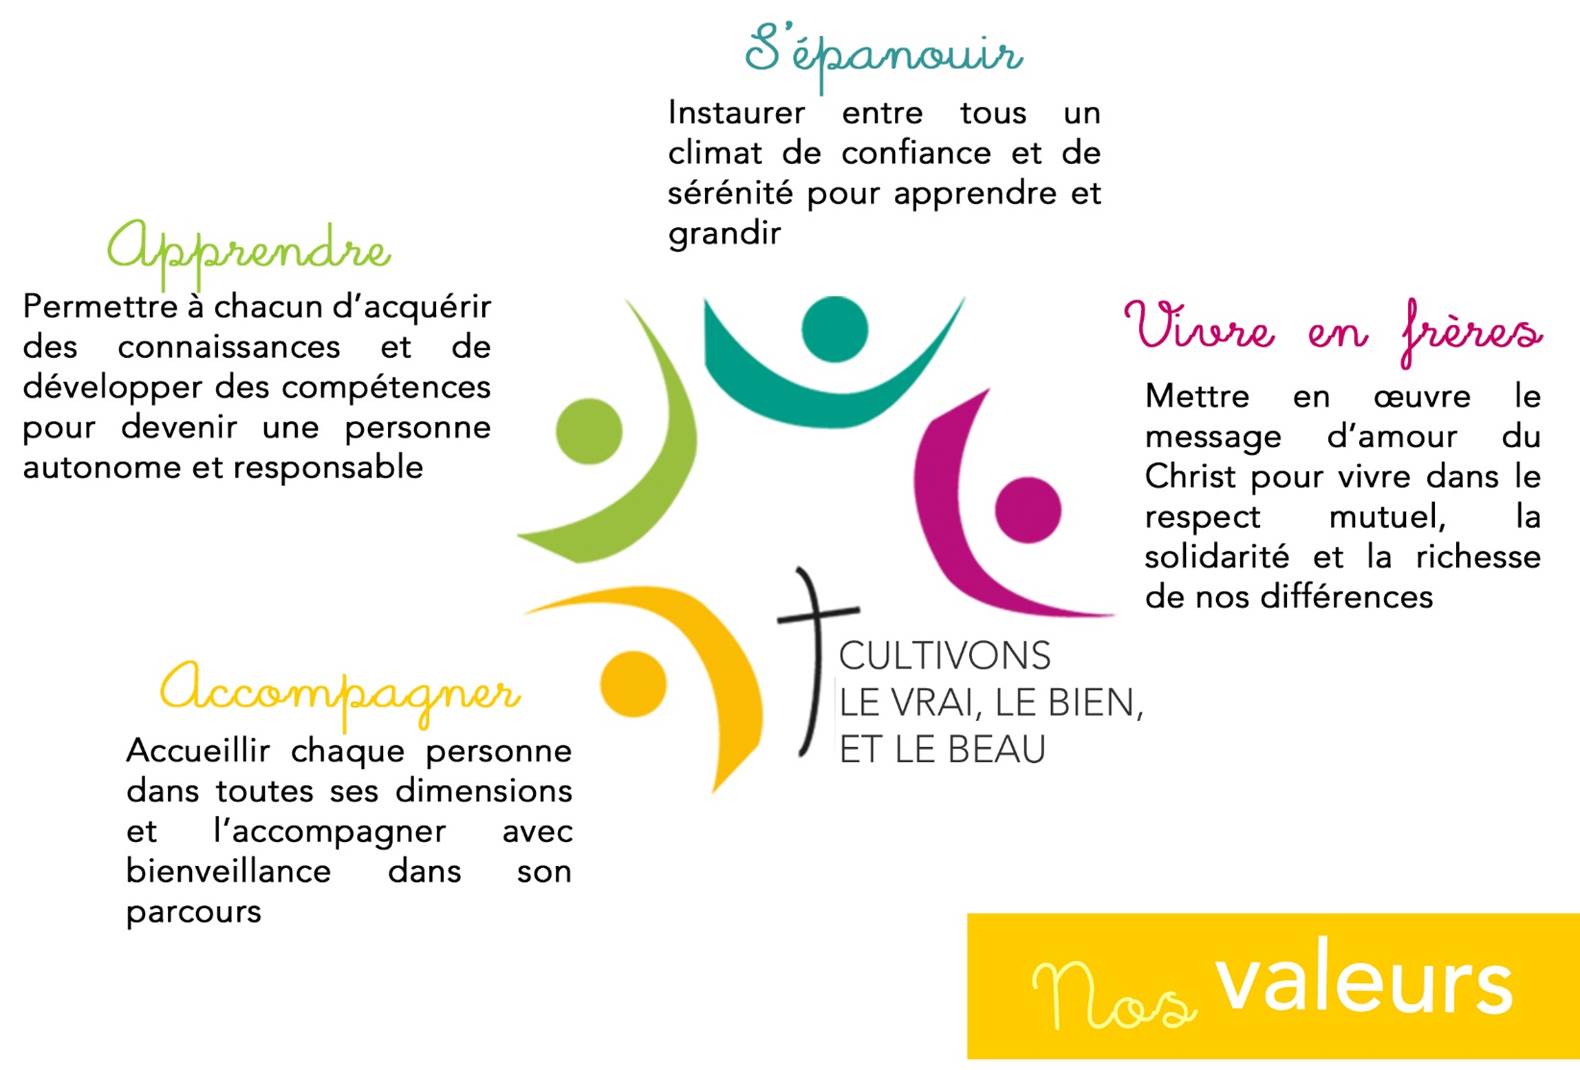 S'épanouir
Instaurer entre tous un
climat de confiance et de
sérénité pour apprendre et
grandir
Apprendre
Permettre à chacun d’acquérir
des connaissances et de
développer des compétences
pour devenir une personne
autonome et responsable
Vivre en frères
Mettre en œuvre le
message d’amour du
Christ pour vivre dans le
respect mutuel, la
solidarité et la richesse
de nos différences
Accompagner
Accueillir chaque personne
dans toutes ses dimensions
et l’accompagner avec
bienveillance dans son
parcours
CULTIVONS
LE VRAI, LE BIEN,
ET LE BEAU
Nos valeurs